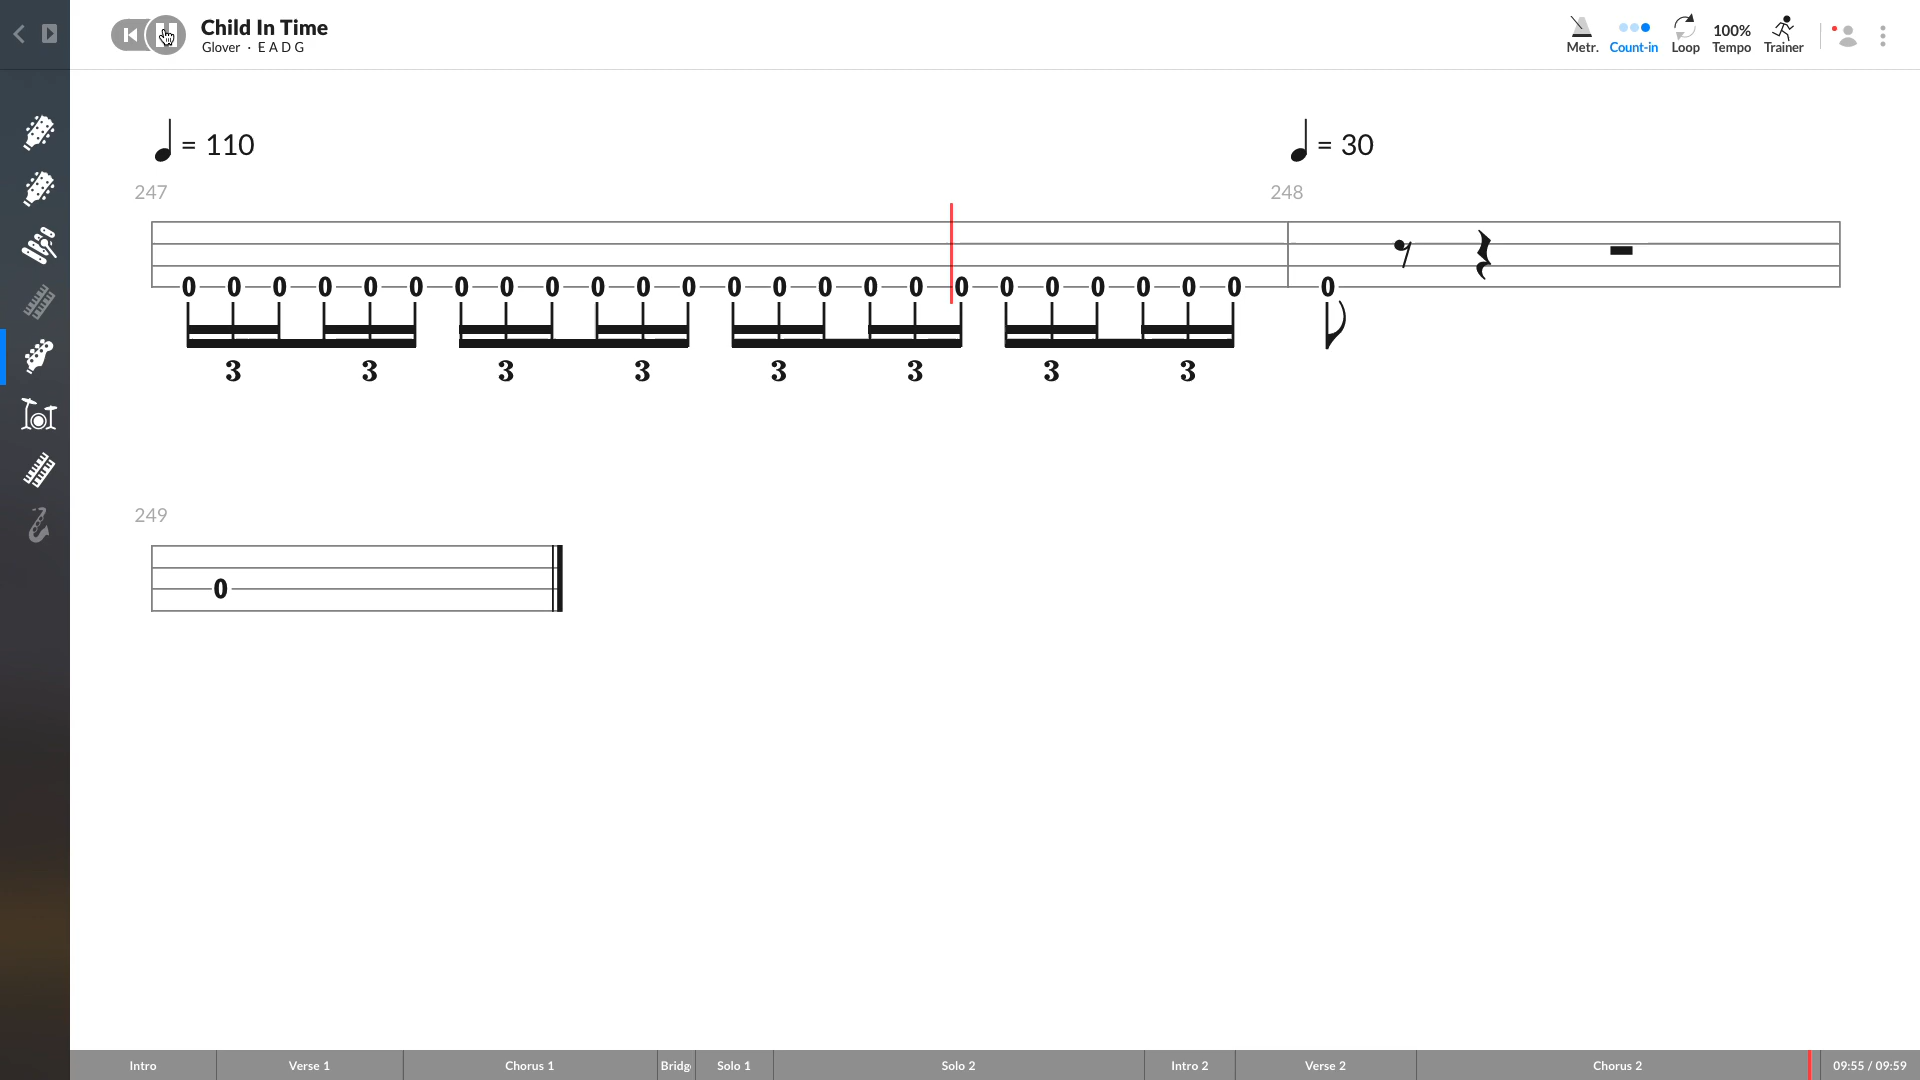 Child In Time
Glover · E A D G
Metr. Count-in Loop 100% Tempo Trainer
= 110 = 30
247 248
0 0 0 0 0 0 0 0 0 0 0 0 0 0 0 0 0 0 0 0 0 0 0 0 0
3 3 3 3 3 3 3 3
249
0
Intro Verse 1 Chorus 1 Bridg Solo 1 Solo 2 Intro 2 Verse 2 Chorus 2 09:55 / 09:59